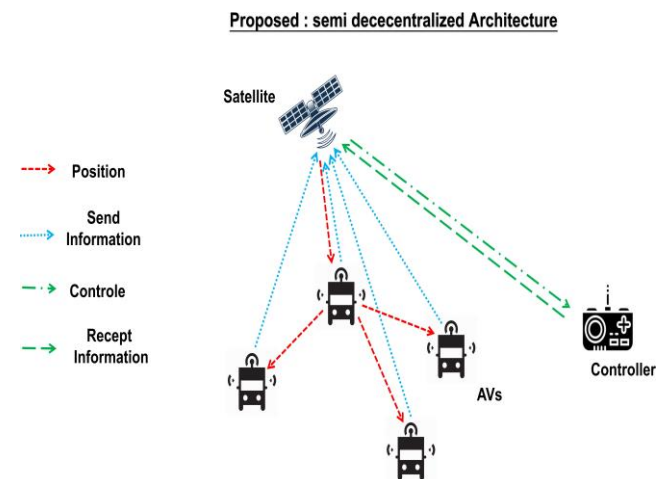 Proposed : semi dececentralized Architecture
Satellite
Position
Send
Information
Controle
Recept
Information
Controller
AVs